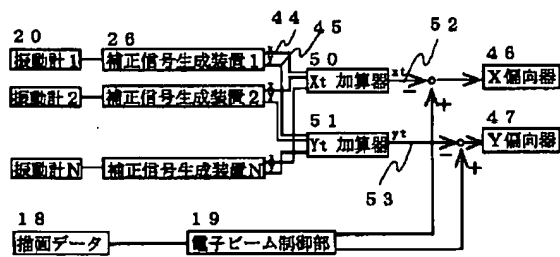 20 26 44 45 52
振動計1 補正信号生成装置1 50 xt 46
Xt 加算器 − X偏向器
振動計2 補正信号生成装置2 +
51 47
Yt 加算器 yt − Y偏向器
振動計N 補正信号生成装置N +
53
18 19
描画データ 電子ビーム制御部